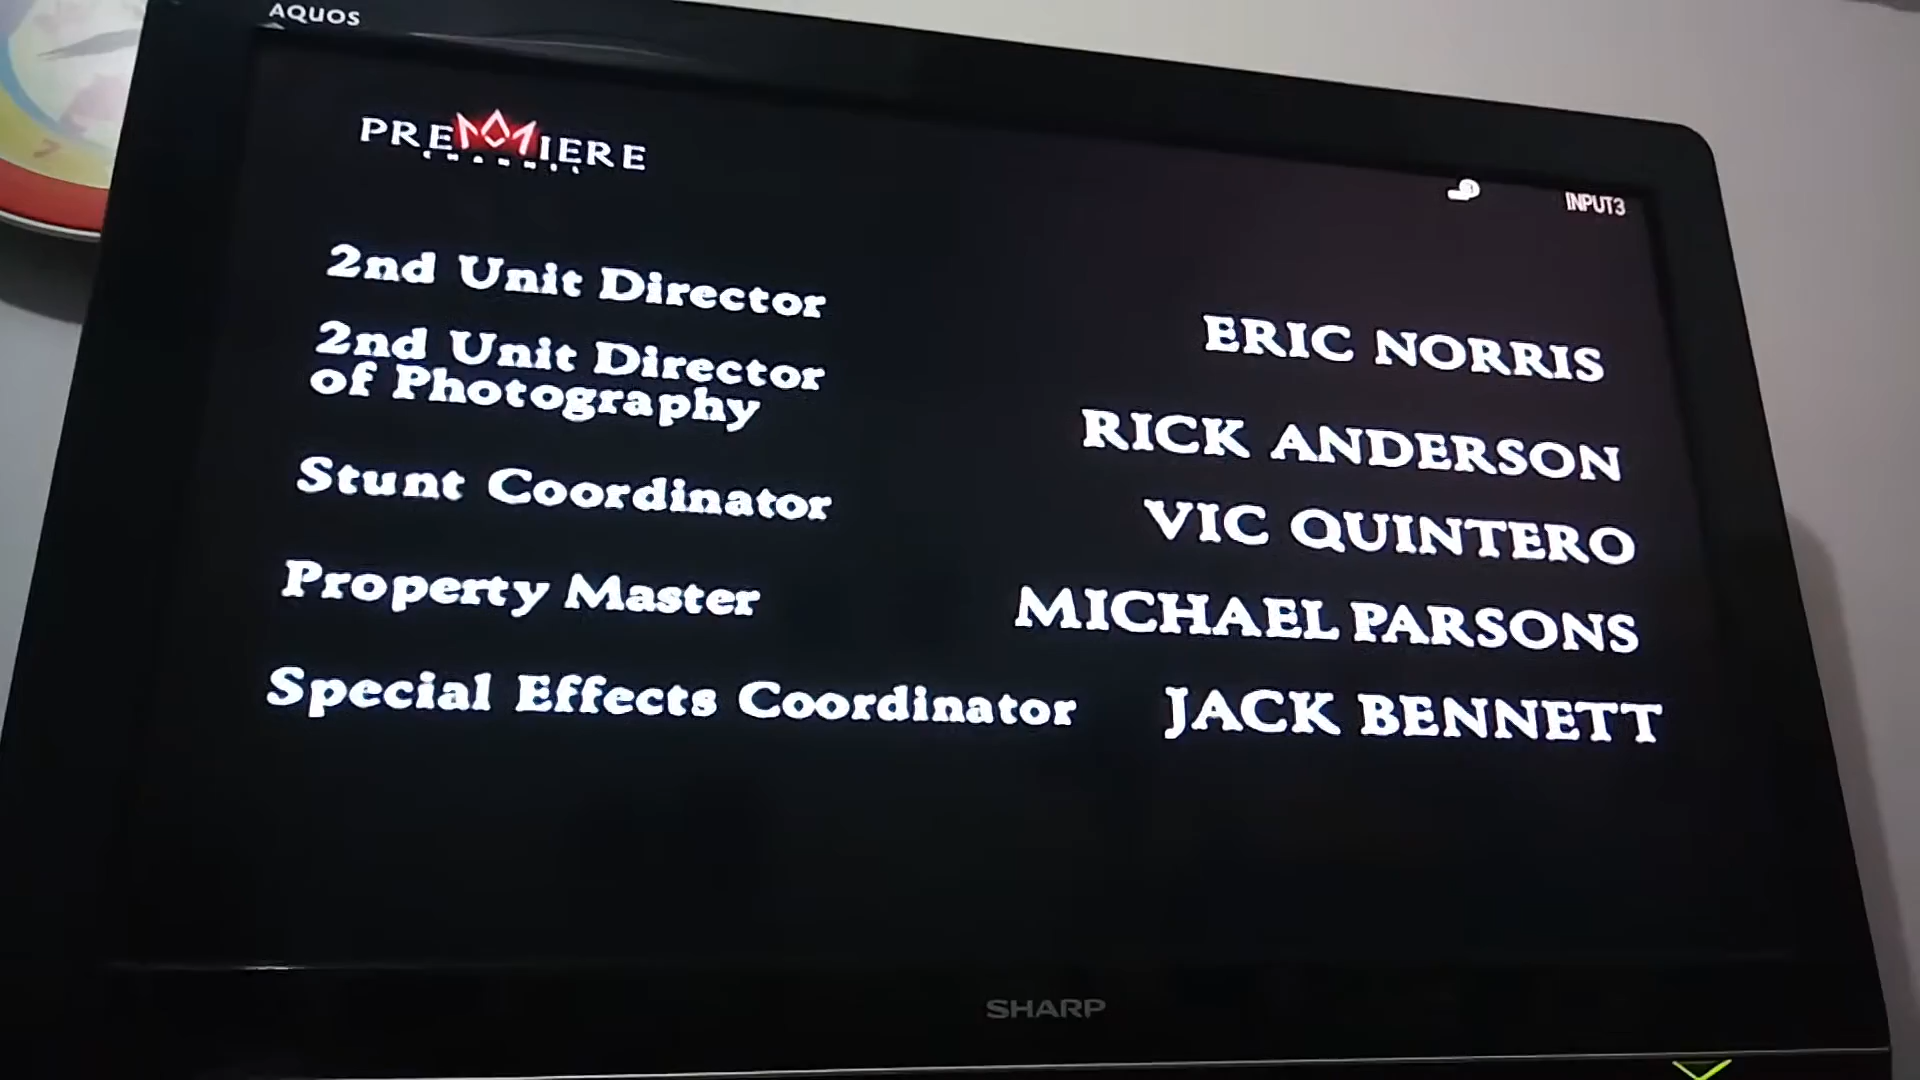 AQUOS
PREMIERE
CHANNEL
INPUT3
2nd Unit Director
ERIC NORRIS
2nd Unit Director
of Photography
RICK ANDERSON
Stunt Coordinator
VIC QUINTERO
Property Master
MICHAEL PARSONS
Special Effects Coordinator
JACK BENNETT
SHARP